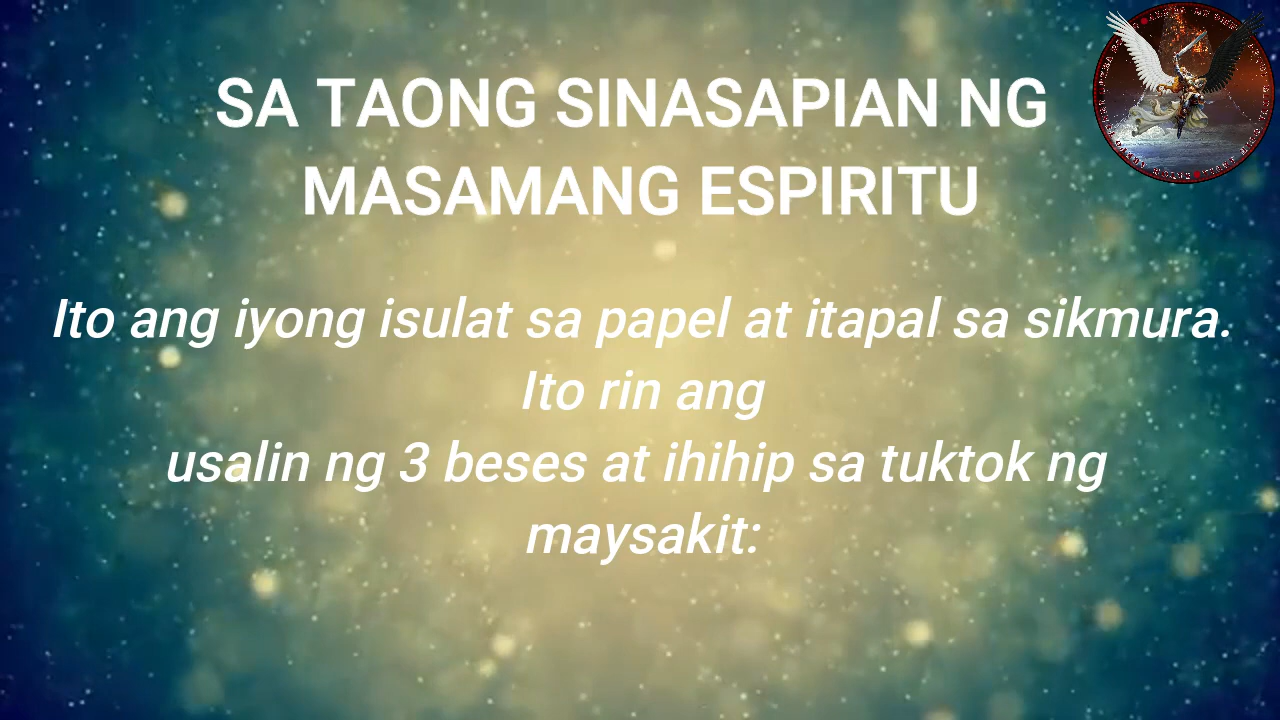 SA TAONG SINASAPIAN NG
MASAMANG ESPIRITU
Ito ang iyong isulat sa papel at itapal sa sikmura.
Ito rin ang
usalin ng 3 beses at ihihip sa tuktok ng
maysakit: